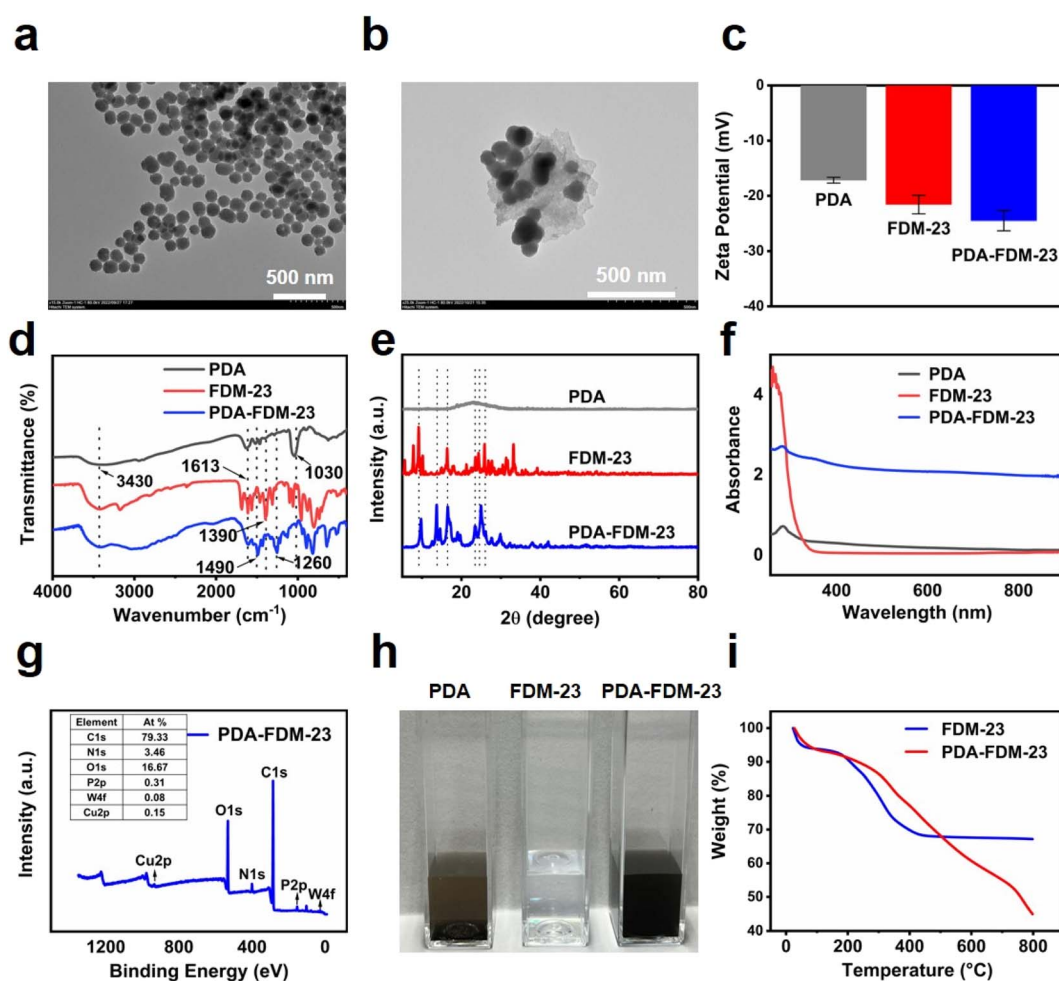 a
b
c
500 nm
500 nm
Zeta Potential (mV)
0
-10
-20
-30
-40
PDA
FDM-23
PDA-FDM-23
d
Transmittance (%)
PDA
FDM-23
PDA-FDM-23
3430
1613
1030
1390
1490
1260
4000
3000
2000
1000
Wavenumber (cm⁻¹)
e
Intensity (a.u.)
PDA
FDM-23
PDA-FDM-23
20
40
60
80
2θ (degree)
f
Absorbance
4
2
0
PDA
FDM-23
PDA-FDM-23
400
600
800
Wavelength (nm)
g
Intensity (a.u.)
Element At %
C1s 79.33
N1s 3.46
O1s 16.67
P2p 0.31
W4f 0.08
Cu2p 0.15
PDA-FDM-23
C1s
O1s
Cu2p
N1s
P2p
W4f
1200
800
400
0
Binding Energy (eV)
h
PDA
FDM-23
PDA-FDM-23
i
Weight (%)
100
90
80
70
60
50
40
FDM-23
PDA-FDM-23
0
200
400
600
800
Temperature (°C)